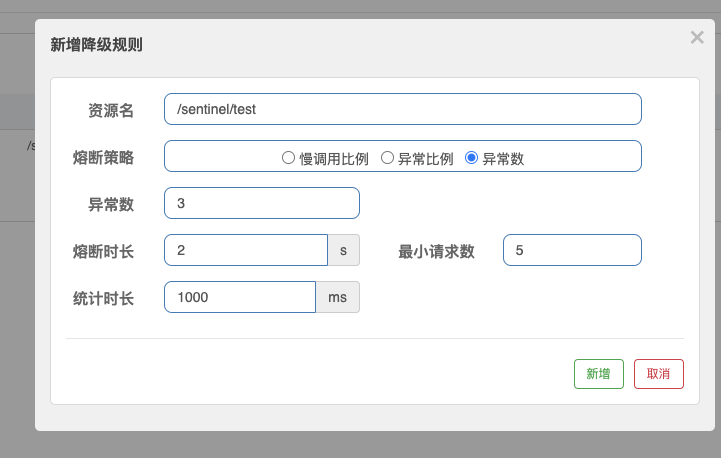 新增降级规则
×
/s
资源名 /sentinel/test
熔断策略 慢调用比例 异常比例 异常数
异常数 3
熔断时长 2 s 最小请求数 5
统计时长 1000 ms
新增 取消